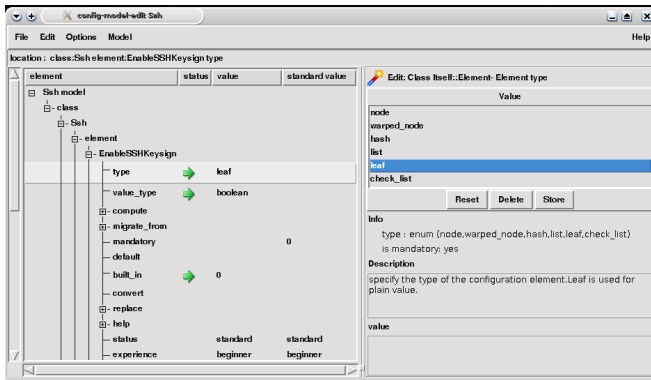 config-model-edit Ssh
File Edit Options Model Help
location : class:Ssh element:EnableSSHKeysign type
element status value standard value
Ssh model
class
Ssh
element
EnableSSHKeysign
type leaf
value_type boolean
compute
migrate_from
mandatory 0
default
built_in 0
convert
replace
help
status standard standard
experience beginner beginner
Edit: Class Itself::Element- Element type
Value
node
warped_node
hash
list
leaf
check_list
Reset Delete Store
Info
type : enum {node,warped_node,hash,list,leaf,check_list}
is mandatory: yes
Description
specify the type of the configuration element.Leaf is used for
plain value.
value